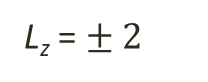 L_z = ± 2